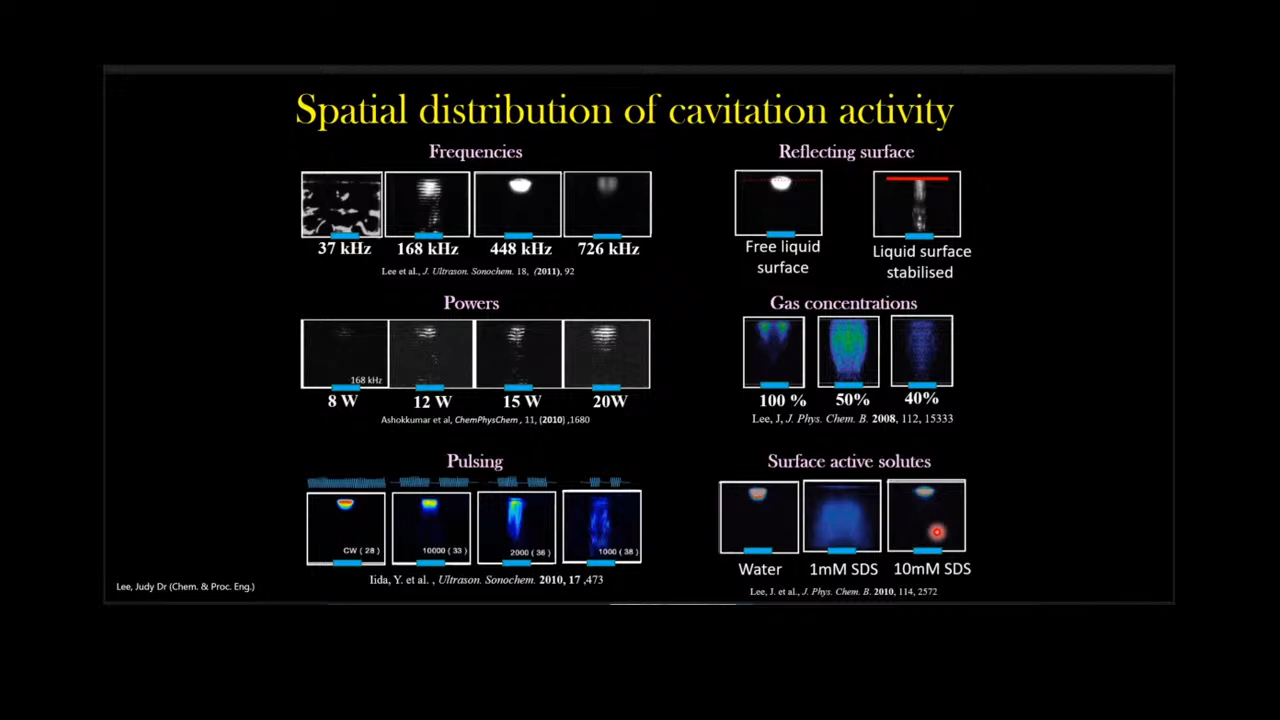 Spatial distribution of cavitation activity
Frequencies
37 kHz 168 kHz 448 kHz 726 kHz
Lee et al., J. Ultrason. Sonochem. 18, (2011), 92
Powers
168 kHz
8 W 12 W 15 W 20W
Ashokkumar et al, ChemPhysChem , 11, (2010) ,1680
Pulsing
CW ( 28 ) 10000 ( 33 ) 2000 ( 36 ) 1000 ( 38 )
Iida, Y. et al. , Ultrason. Sonochem. 2010, 17 ,473
Reflecting surface
Free liquid
surface
Liquid surface
stabilised
Gas concentrations
100 % 50% 40%
Lee, J, J. Phys. Chem. B. 2008, 112, 15333
Surface active solutes
Water 1mM SDS 10mM SDS
Lee, J. et al., J. Phys. Chem. B. 2010, 114, 2572
Lee, Judy Dr (Chem. & Proc. Eng.)